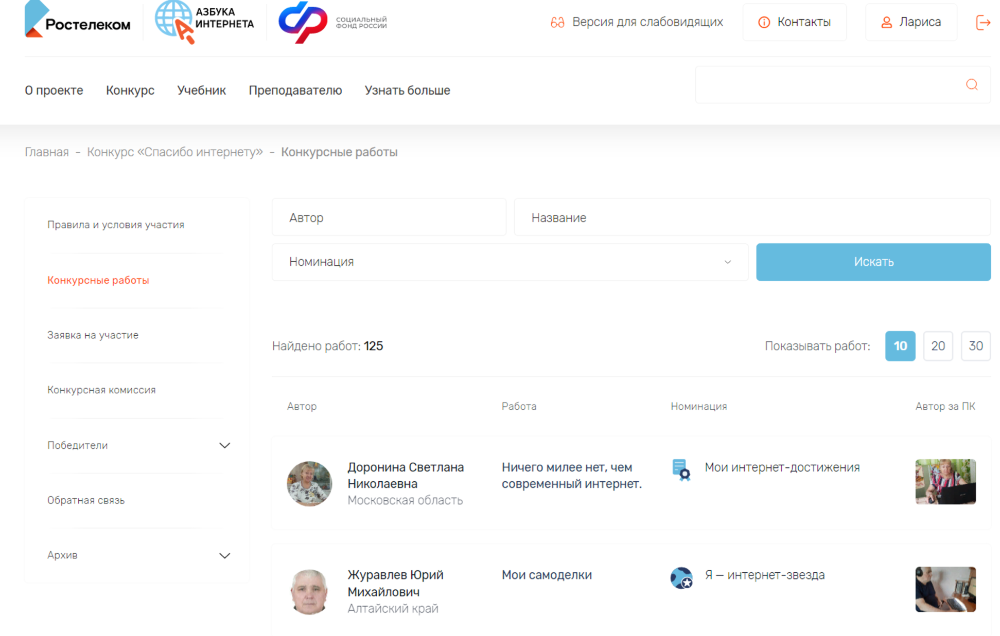 Ростелеком
АЗБУКА
ИНТЕРНЕТА
СОЦИАЛЬНЫЙ
ФОНД РОССИИ
Версия для слабовидящих
Контакты
Лариса
О проекте
Конкурс
Учебник
Преподавателю
Узнать больше
Главная - Конкурс «Спасибо интернету» - Конкурсные работы
Правила и условия участия
Конкурсные работы
Заявка на участие
Конкурсная комиссия
Победители
Обратная связь
Архив
Автор
Название
Номинация
Искать
Найдено работ: 125
Показывать работ: 10 20 30
Автор
Работа
Номинация
Автор за ПК
Доронина Светлана
Николаевна
Московская область
Ничего милее нет, чем
современный интернет.
Мои интернет-достижения
Журавлев Юрий
Михайлович
Алтайский край
Мои самоделки
Я – интернет-звезда